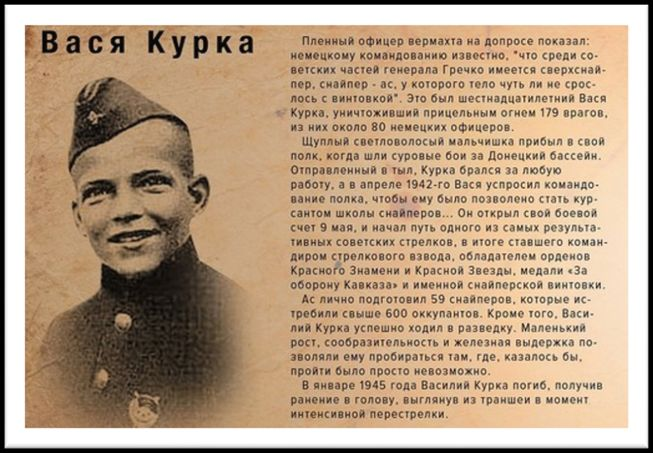 Вася Курка
Пленный офицер вермахта на допросе показал:
немецкому командованию известно, "что среди со-
ветских частей генерала Гречко имеется сверхснай-
пер, снайпер - ас, у которого тело чуть ли не срос-
лось с винтовкой". Это был шестнадцатилетний Вася
Курка, уничтоживший прицельным огнем 179 врагов,
из них около 80 немецких офицеров.
Щуплый светловолосый мальчишка прибыл в свой
полк, когда шли суровые бои за Донецкий бассейн.
Отправленный в тыл, Курка брался за любую
работу, а в апреле 1942-го Вася успросил командо-
вание полка, чтобы ему было позволено стать кур-
сантом школы снайперов... Он открыл свой боевой
счет 9 мая, и начал путь одного из самых результа-
тивных советских стрелков, в итоге ставшего коман-
диром стрелкового взвода, обладателем орденов
Красного Знамени и Красной Звезды, медали «За
оборону Кавказа» и именной снайперской винтовки.
Ас лично подготовил 59 снайперов, которые ис-
требили свыше 600 оккупантов. Кроме того, Васи-
лий Курка успешно ходил в разведку. Маленький
рост, сообразительность и железная выдержка по-
зволяли ему пробираться там, где, казалось бы,
пройти было просто невозможно.
В январе 1945 года Василий Курка погиб, получив
ранение в голову, выглянув из траншеи в момент
интенсивной перестрелки.